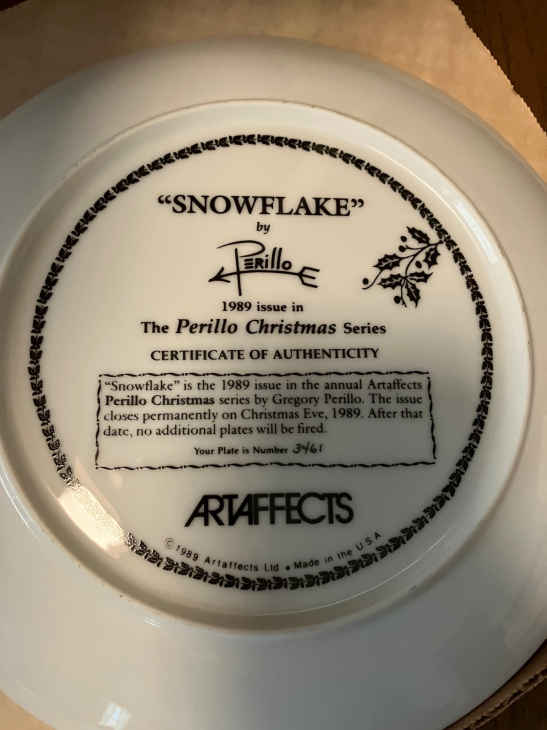 “SNOWFLAKE”
by
Perillo
1989 issue in
The Perillo Christmas Series
CERTIFICATE OF AUTHENTICITY
“Snowflake” is the 1989 issue in the annual Artaffects
Perillo Christmas series by Gregory Perillo. The issue
closes permanently on Christmas Eve, 1989. After that
date, no additional plates will be fired.
Your Plate is Number 3461
ARTAFFECTS
© 1989 Artaffects Ltd • Made in the U.S.A